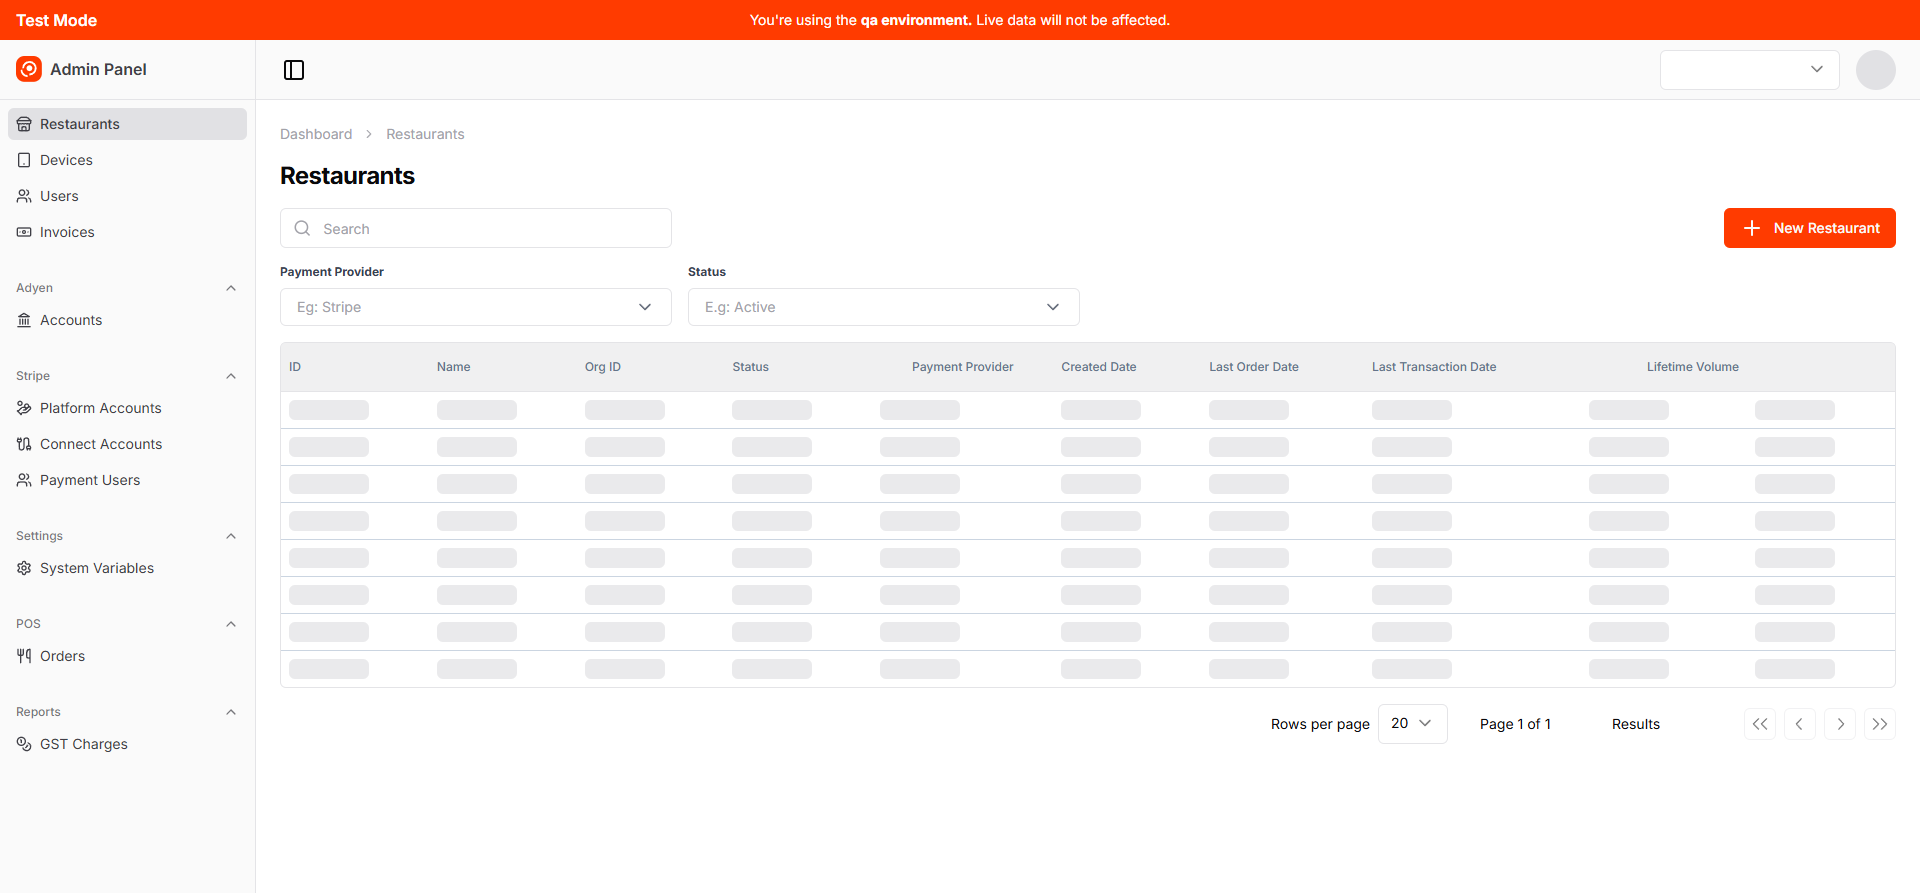 Test Mode
You're using the qa environment. Live data will not be affected.
Admin Panel
Restaurants
Devices
Users
Invoices
Adyen
Accounts
Stripe
Platform Accounts
Connect Accounts
Payment Users
Settings
System Variables
POS
Orders
Reports
GST Charges
Dashboard > Restaurants
Restaurants
Search
New Restaurant
Payment Provider
Status
Eg: Stripe
E.g: Active
ID Name Org ID Status Payment Provider Created Date Last Order Date Last Transaction Date Lifetime Volume
Rows per page 20 Page 1 of 1 Results